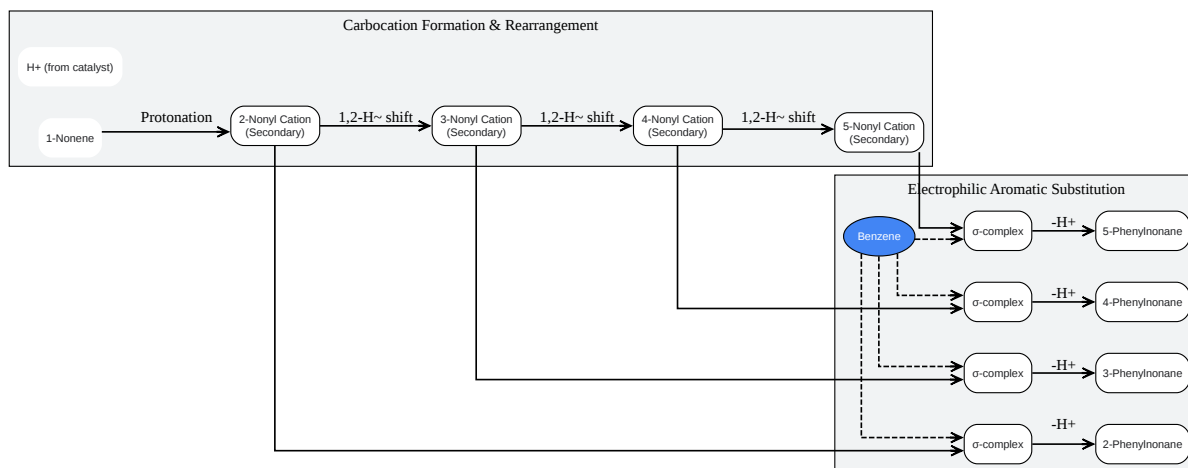 Carbocation Formation & Rearrangement
H+ (from catalyst)
1-Nonene
Protonation
2-Nonyl Cation
(Secondary)
1,2-H~ shift
3-Nonyl Cation
(Secondary)
1,2-H~ shift
4-Nonyl Cation
(Secondary)
1,2-H~ shift
5-Nonyl Cation
(Secondary)
Electrophilic Aromatic Substitution
Benzene
σ-complex
-H+
5-Phenylnonane
σ-complex
-H+
4-Phenylnonane
σ-complex
-H+
3-Phenylnonane
σ-complex
-H+
2-Phenylnonane